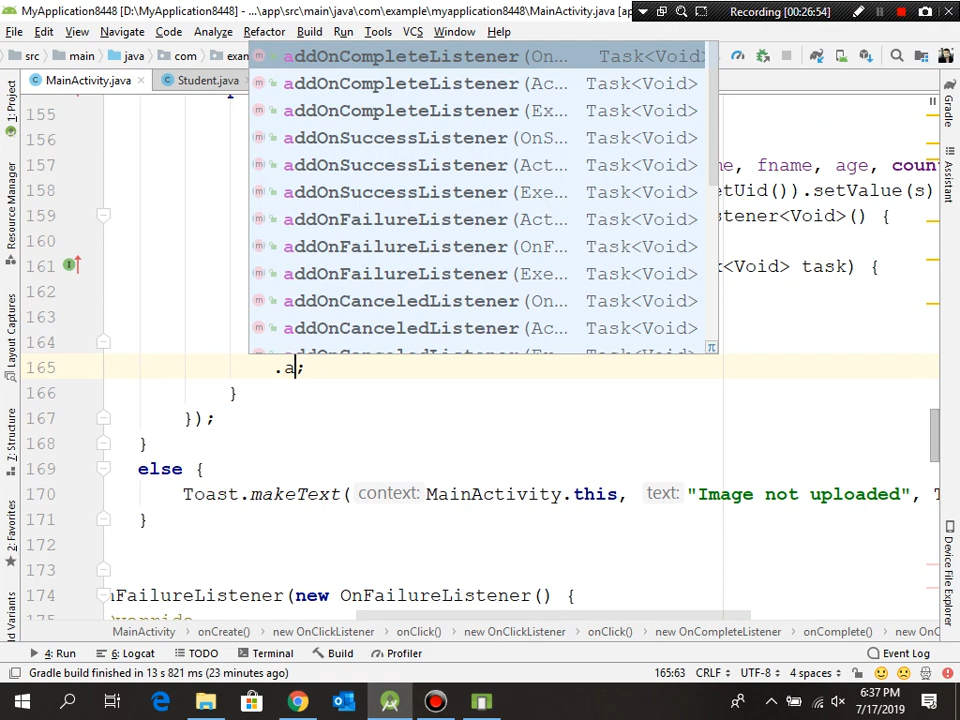 MyApplication8448 [D:\MyApplication8448] - ...\app\src\main\java\com\example\myapplication8448\MainActivity.java [ap
Recording [00:26:54]
File Edit View Navigate Code Analyze Refactor Build Run Tools VCS Window Help
src main java com exan
MainActivity.java Student.java
addOnCompleteListener(On... Task<Void>
addOnCompleteListener(Ac... Task<Void>
addOnCompleteListener(Ex... Task<Void>
addOnSuccessListener(OnS... Task<Void>
addOnSuccessListener(Act... Task<Void>
addOnSuccessListener(Exe... Task<Void>
addOnFailureListener(Act... Task<Void>
addOnFailureListener(OnF... Task<Void>
addOnFailureListener(Exe... Task<Void>
addOnCanceledListener(On... Task<Void>
addOnCanceledListener(Ac... Task<Void>
155
156
157 me, fname, age, coun
158 etUid()).setValue(s)
159 stener<Void>() {
160
161 k<Void> task) {
162
163
164
165 .a;
166 }
167 });
168 }
169 else {
170 Toast.makeText( context: MainActivity.this, text: "Image not uploaded", T
171 }
172
173
174 nFailureListener(new OnFailureListener() {
175
MainActivity onCreate() new OnClickListener onClick() new OnClickListener onClick() new OnCompleteListener onComplete() new OnC
4: Run 6: Logcat TODO Terminal Build Profiler Event Log
Gradle build finished in 13 s 821 ms (23 minutes ago) 165:63 CRLF UTF-8 4 spaces
1: Project
Resource Manager
Layout Captures
7: Structure
2: Favorites
Variants
Gradle
Assistant
Device File Explorer
6:37 PM
7/17/2019